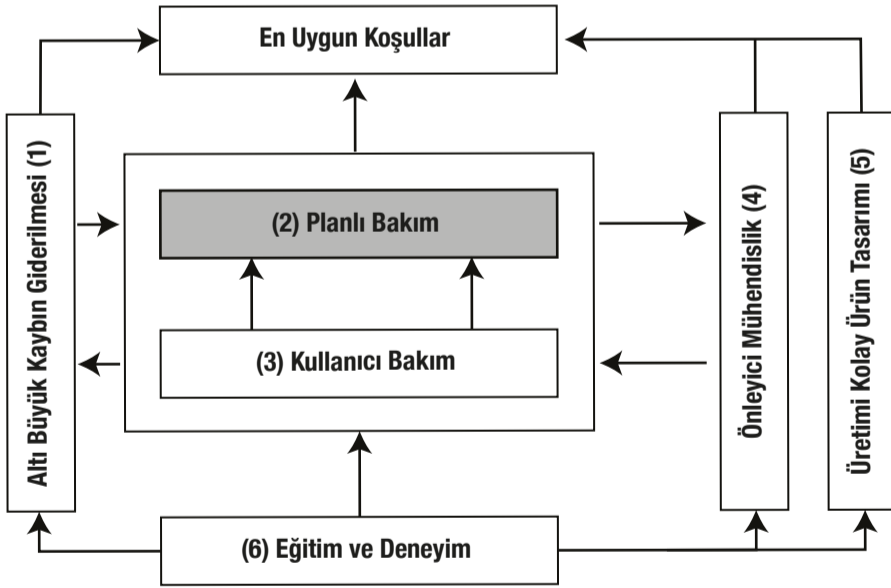 En Uygun Koşullar
Altı Büyük Kaybın Giderilmesi (1)
(2) Planlı Bakım
(3) Kullanıcı Bakım
Önleyici Mühendislik (4)
Üretimi Kolay Ürün Tasarımı (5)
(6) Eğitim ve Deneyim